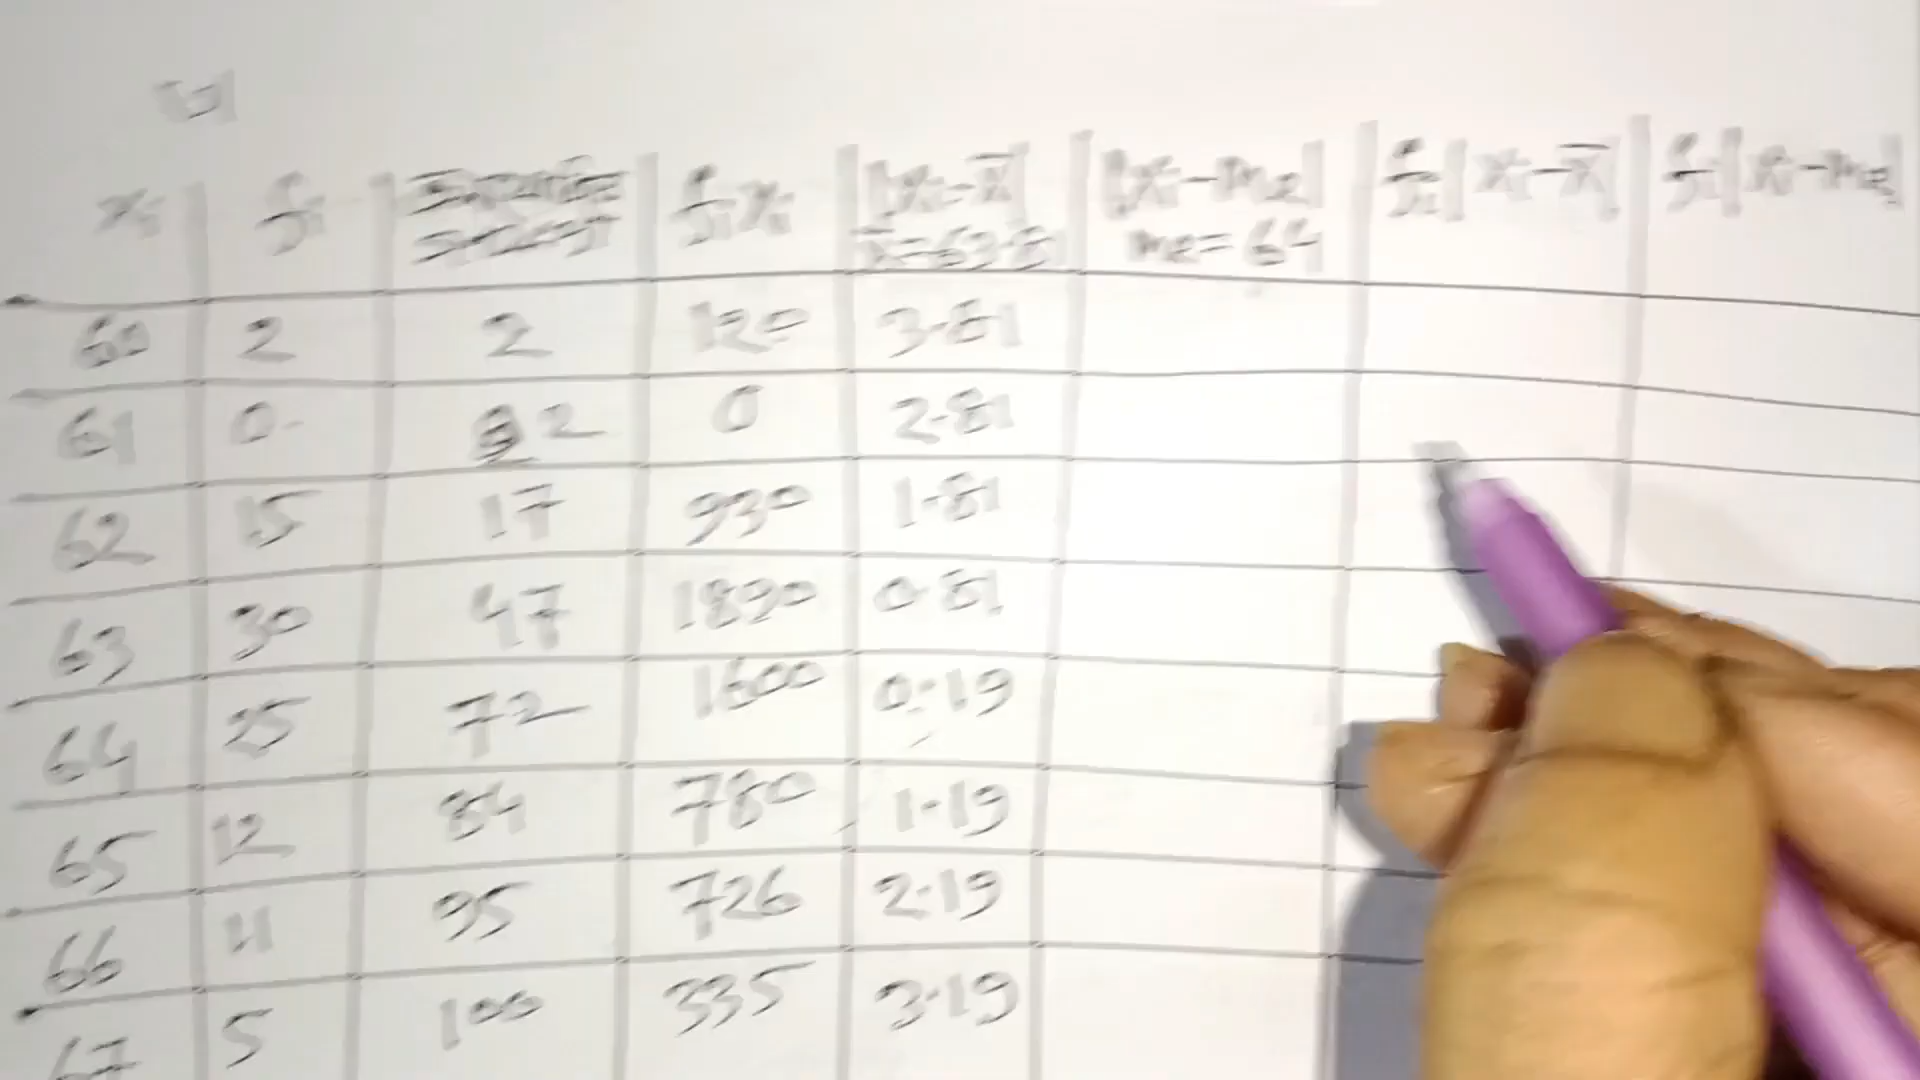 xi fi fixi |xi-x̄| |xi-Me| fi|xi-x̄| fi|xi-Me|
x̄=63.81 Me=64
60 2 2 120 3.81
61 0 2 0 2.81
62 15 17 930 1.81
63 30 47 1890 0.81
64 25 72 1600 0.19
65 12 84 780 1.19
66 11 95 726 2.19
67 5 100 335 3.19